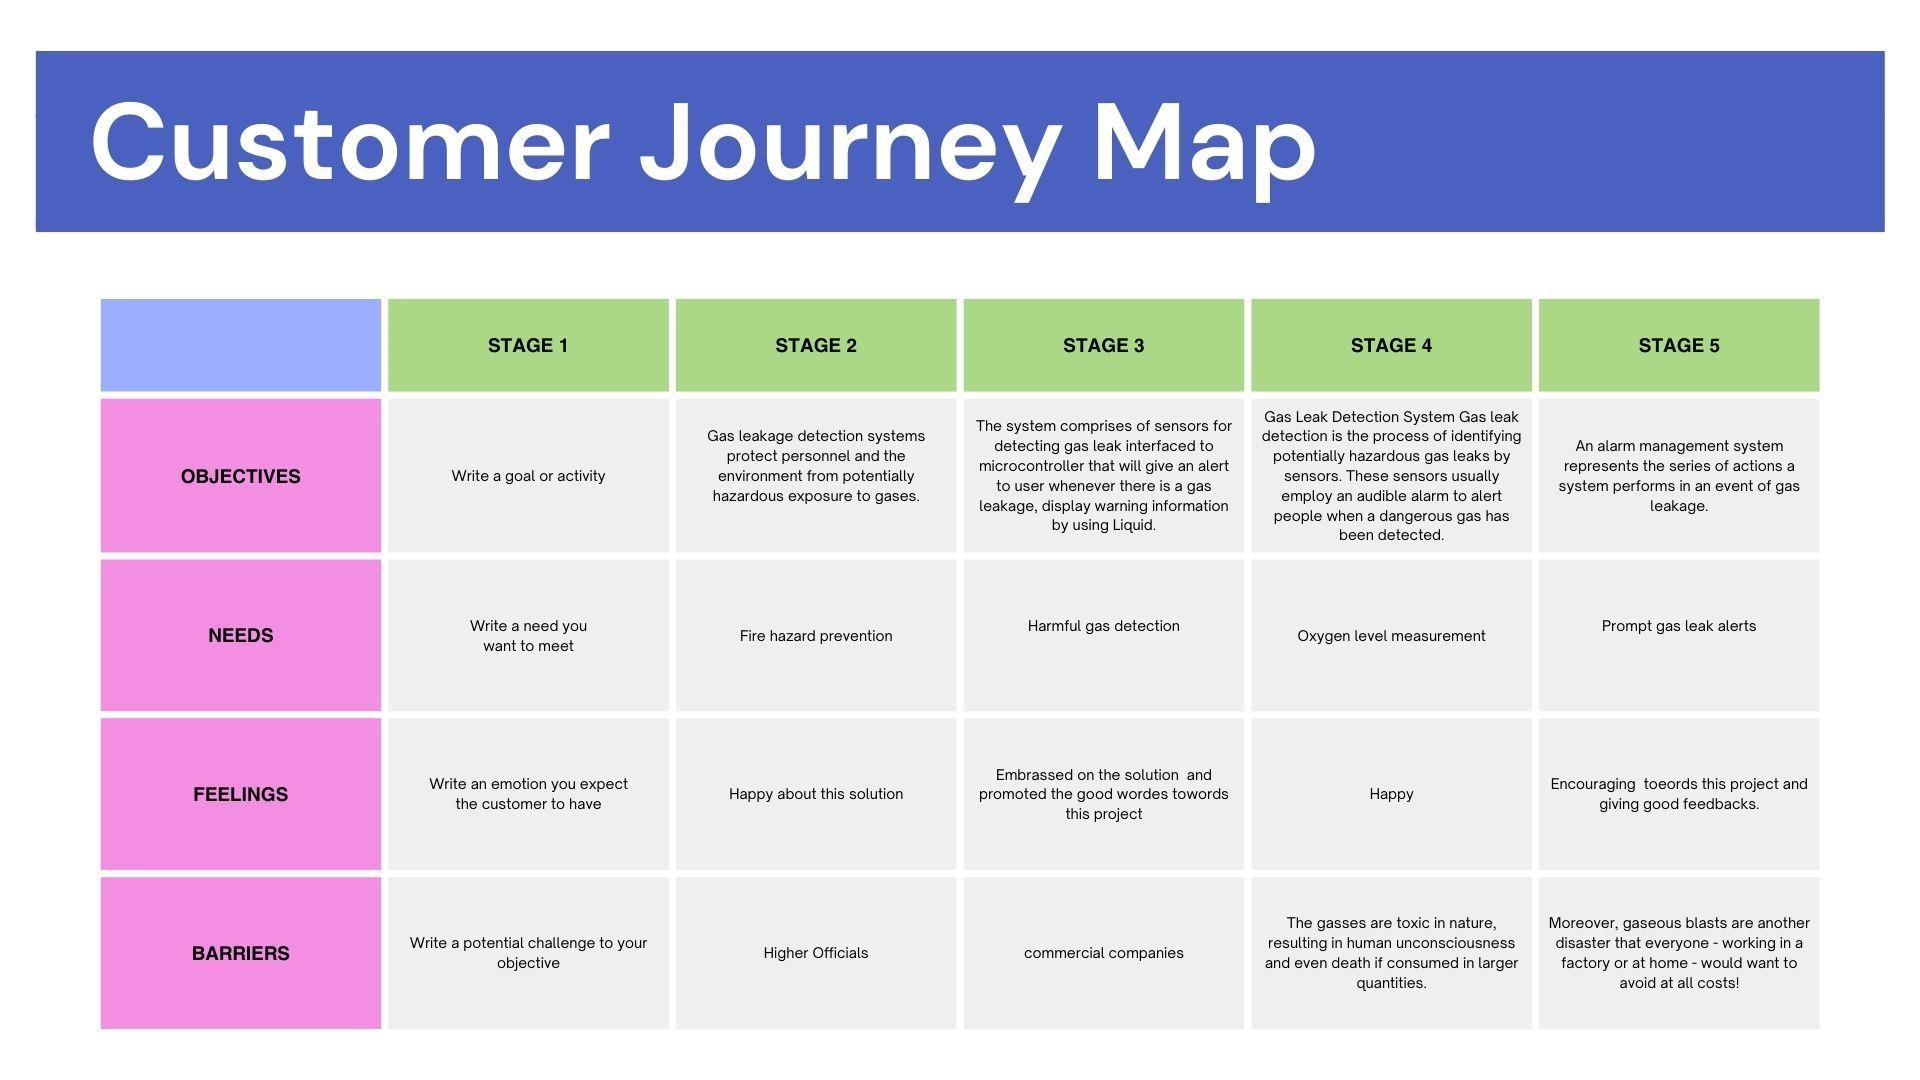 Customer Journey Map
STAGE 1
STAGE 2
STAGE 3
STAGE 4
STAGE 5
OBJECTIVES
Write a goal or activity
Gas leakage detection systems
protect personnel and the
environment from potentially
hazardous exposure to gases.
The system comprises of sensors for
detecting gas leak interfaced to
microcontroller that will give an alert
to user whenever there is a gas
leakage, display warning information
by using Liquid.
Gas Leak Detection System Gas leak
detection is the process of identifying
potentially hazardous gas leaks by
sensors. These sensors usually
employ an audible alarm to alert
people when a dangerous gas has
been detected.
An alarm management system
represents the series of actions a
system performs in an event of gas
leakage.
NEEDS
Write a need you
want to meet
Fire hazard prevention
Harmful gas detection
Oxygen level measurement
Prompt gas leak alerts
FEELINGS
Write an emotion you expect
the customer to have
Happy about this solution
Embrassed on the solution  and
promoted the good wordes towords
this project
Happy
Encouraging  toeords this project and
giving good feedbacks.
BARRIERS
Write a potential challenge to your
objective
Higher Officials
commercial companies
The gasses are toxic in nature,
resulting in human unconsciousness
and even death if consumed in larger
quantities.
Moreover, gaseous blasts are another
disaster that everyone - working in a
factory or at home - would want to
avoid at all costs!